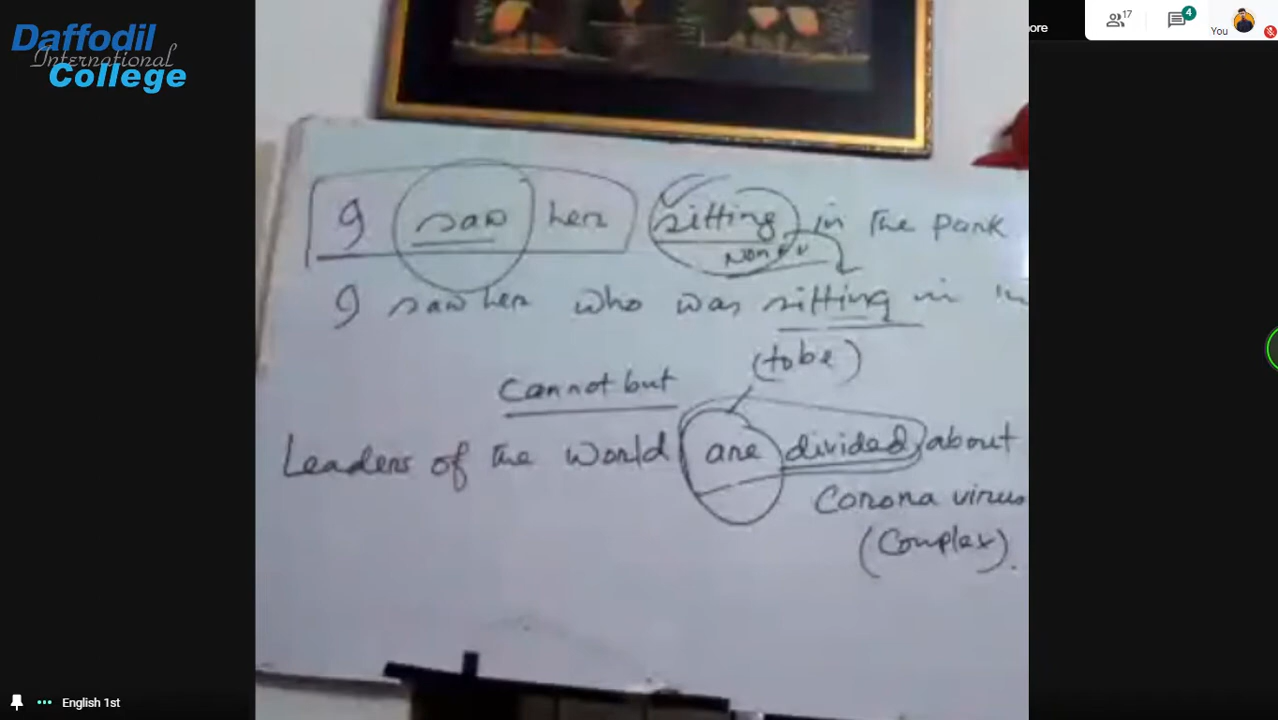 Daffodil
International
College
ore
17
4
You
I saw her sitting in the park
Non f v
I saw her who was sitting in in
(to be)
Cannot but
Leaders of the world are divided about
Corona virus
(Complex).
English 1st